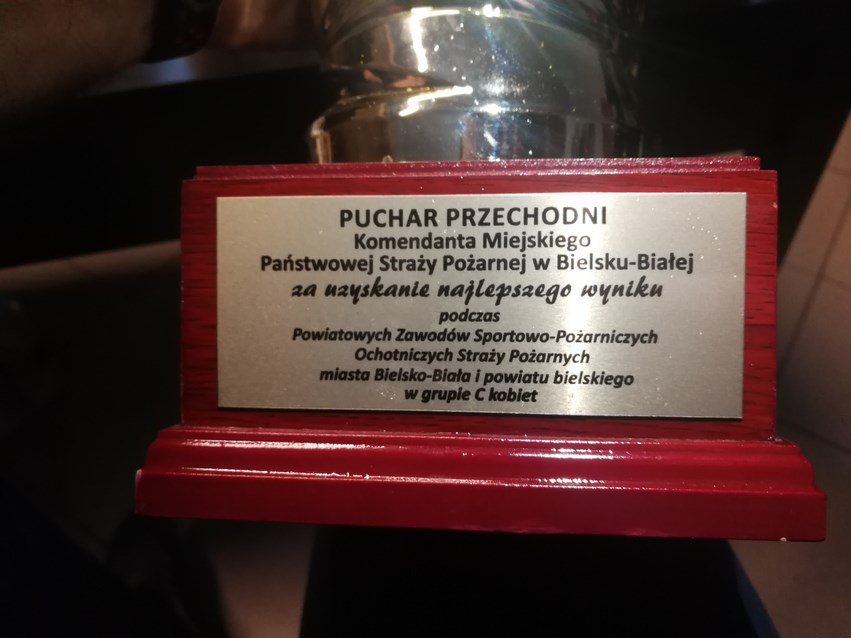 PUCHAR PRZECHODNI
Komendanta Miejskiego
Państwowej Straży Pożarnej w Bielsku-Białej
za uzyskanie najlepszego wyniku
podczas
Powiatowych Zawodów Sportowo-Pożarniczych
Ochotniczych Straży Pożarnych
miasta Bielsko-Biała i powiatu bielskiego
w grupie C kobiet